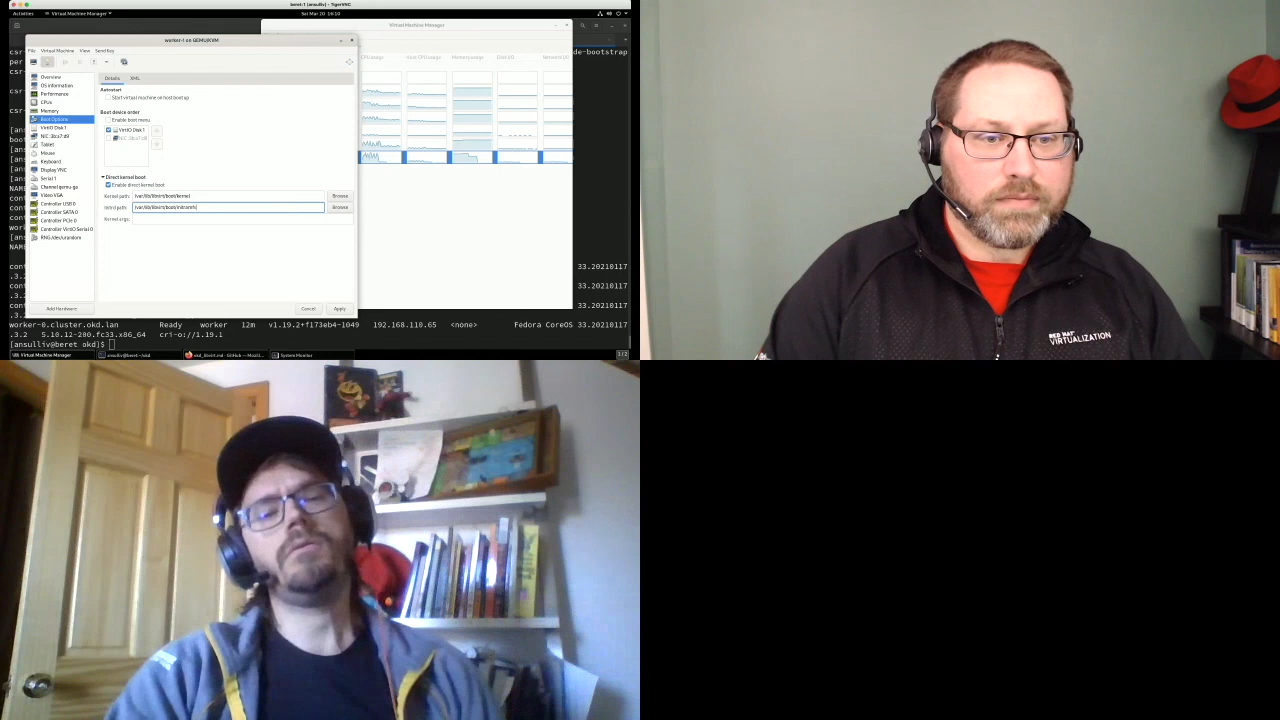 beret:1 (ansulliv) - TigerVNC
Activities
Virtual Machine Manager
Sat Mar 20 16:10
Virtual Machine Manager
worker-1 on QEMU/KVM
File Virtual Machine View Send Key
de-bootstrap
CPU usage
Host CPU usage
Memory usage
Disk I/O
Network I/O
Details
XML
Overview
OS information
Performance
CPUs
Memory
Boot Options
VirtIO Disk 1
Tablet
Mouse
Keyboard
Display VNC
Serial 1
Channel qemu-ga
Video VGA
Controller USB 0
Controller SATA 0
Controller PCIe 0
Controller VirtIO Serial 0
RNG /dev/urandom
Add Hardware
Autostart
Start virtual machine on host boot up
Boot device order
Enable boot menu
VirtIO Disk 1
Direct kernel boot
Enable direct kernel boot
Kernel path: /var/lib/libvirt/boot/kernel
Browse
Initrd path: /var/lib/libvirt/boot/initramfs
Browse
Kernel args:
Cancel
Apply
33.20210117
33.20210117
33.20210117
worker-0.cluster.okd.lan Ready worker 12m v1.19.2+f173eb4-1049 192.168.110.65 <none> Fedora CoreOS 33.20210117
.3.2 5.10.12-200.fc33.x86_64 cri-o://1.19.1
[ansulliv@beret okd]$
Virtual Machine Manager
ansulliv@beret:~/okd
okd_libvirt.md · GitHub — Mozill...
System Monitor
1/2
RED HAT
VIRTUALIZATION